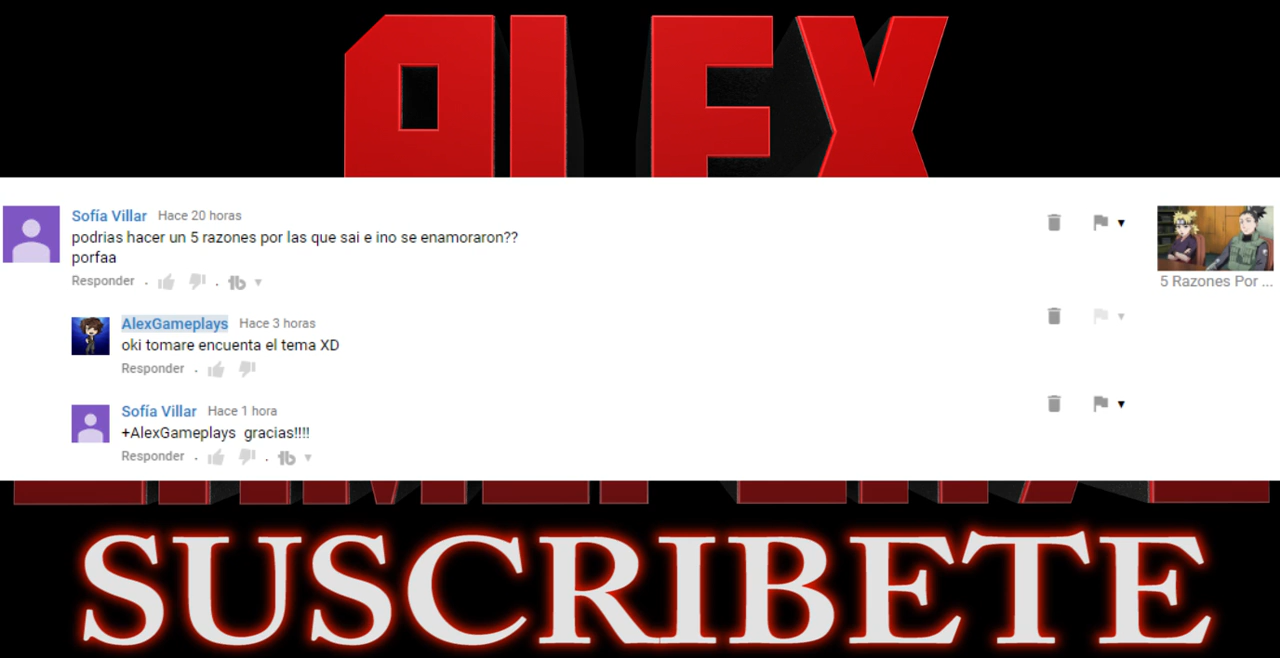 ALEX
Sofía Villar Hace 20 horas
podrias hacer un 5 razones por las que sai e ino se enamoraron??
porfaa
Responder
5 Razones Por ...
AlexGameplays Hace 3 horas
oki tomare encuenta el tema XD
Responder
Sofía Villar Hace 1 hora
+AlexGameplays gracias!!!!
Responder
SUSCRIBETE